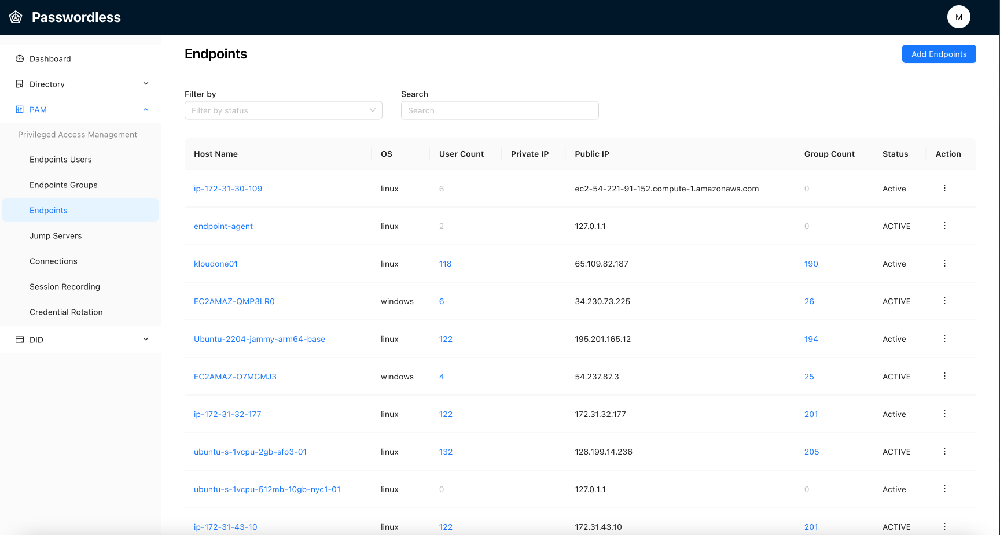 Passwordless
M
Dashboard
Directory
PAM
Privileged Access Management
Endpoints Users
Endpoints Groups
Endpoints
Jump Servers
Connections
Session Recording
Credential Rotation
DID
Endpoints
Add Endpoints
Filter by
Filter by status
Search
Search
Host Name OS User Count Private IP Public IP Group Count Status Action
ip-172-31-30-109 linux 6 ec2-54-221-91-152.compute-1.amazonaws.com 0 Active
endpoint-agent linux 2 127.0.1.1 0 ACTIVE
kloudone01 linux 118 65.109.82.187 190 Active
EC2AMAZ-QMP3LR0 windows 6 34.230.73.225 26 ACTIVE
Ubuntu-2204-jammy-arm64-base linux 122 195.201.165.12 194 Active
EC2AMAZ-O7MGMJ3 windows 4 54.237.87.3 25 ACTIVE
ip-172-31-32-177 linux 122 172.31.32.177 201 Active
ubuntu-s-1vcpu-2gb-sfo3-01 linux 132 128.199.14.236 205 ACTIVE
ubuntu-s-1vcpu-512mb-10gb-nyc1-01 linux 0 127.0.1.1 0 Active
ip-172-31-43-10 linux 122 172.31.43.10 201 ACTIVE